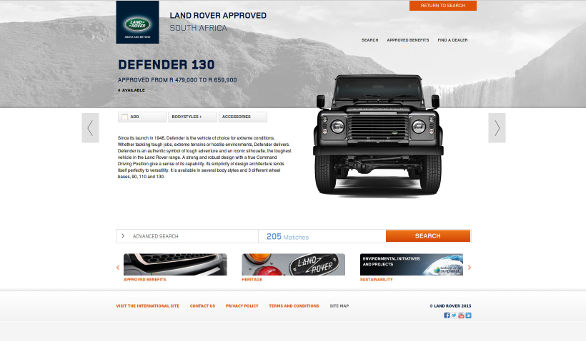 RETURN TO SEARCH
LAND ROVER APPROVED
SOUTH AFRICA
LAND ROVER
SEARCH
APPROVED BENEFITS
FIND A DEALER
DEFENDER 130
APPROVED FROM R 479,000 TO R 659,900
4 AVAILABLE
ADD
BODYSTYLES +
ACCESSORIES
Since its launch in 1948, Defender is the vehicle of choice for extreme conditions.
Whether tackling tough jobs, extreme terrains or hostile environments, Defender delivers.
Defender is an authentic symbol of tough adventure and an iconic silhouette, the toughest
vehicle in the Land Rover range. A strong and robust design with a true Command
Driving Position give a sense of its capability. Its simplicity of design architecture lends
itself perfectly to versatility. It is available in several body styles and 3 different wheel
bases, 90, 110 and 130.
ADVANCED SEARCH
205 Matches
SEARCH
LAND ROVER
ENVIRONMENTAL INITIATIVES
AND PROJECTS
APPROVED BENEFITS
HERITAGE
SUSTAINABILITY
VISIT THE INTERNATIONAL SITE
CONTACT US
PRIVACY POLICY
TERMS AND CONDITIONS
SITE MAP
© LAND ROVER 2015